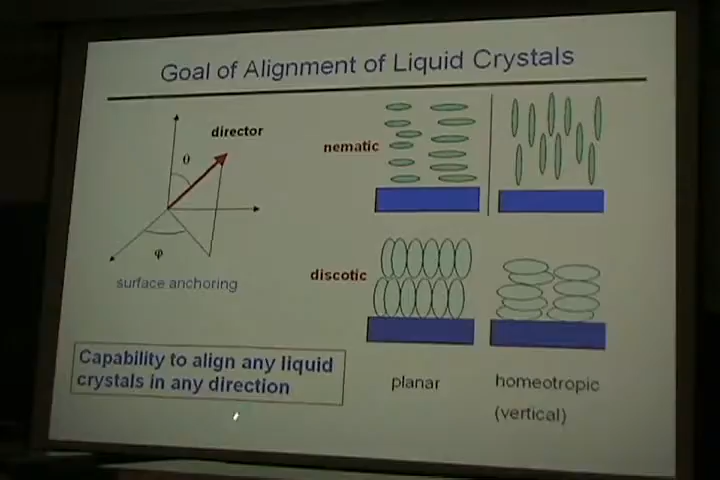 Goal of Alignment of Liquid Crystals
director
θ
φ
surface anchoring
nematic
discotic
Capability to align any liquid
crystals in any direction
planar
homeotropic
(vertical)